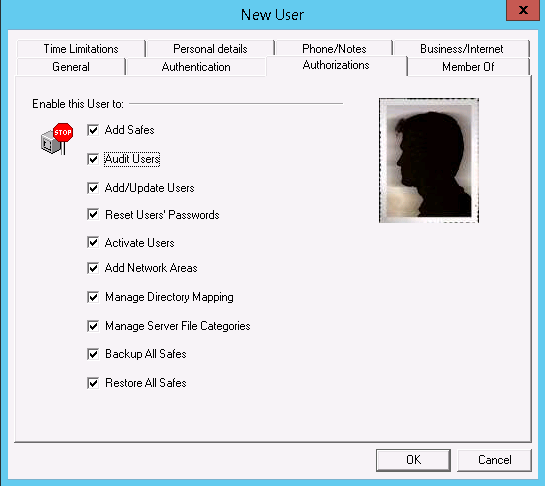 New User
x
Time Limitations Personal details Phone/Notes Business/Internet
General Authentication Authorizations Member Of
Enable this User to:
STOP
Add Safes
Audit Users
Add/Update Users
Reset Users' Passwords
Activate Users
Add Network Areas
Manage Directory Mapping
Manage Server File Categories
Backup All Safes
Restore All Safes
OK Cancel